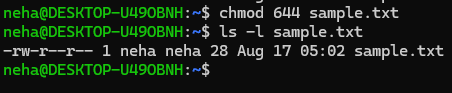 neha@DESKTOP-U49OBNH:~$ chmod 644 sample.txt
neha@DESKTOP-U49OBNH:~$ ls -l sample.txt
-rw-r--r-- 1 neha neha 28 Aug 17 05:02 sample.txt
neha@DESKTOP-U49OBNH:~$